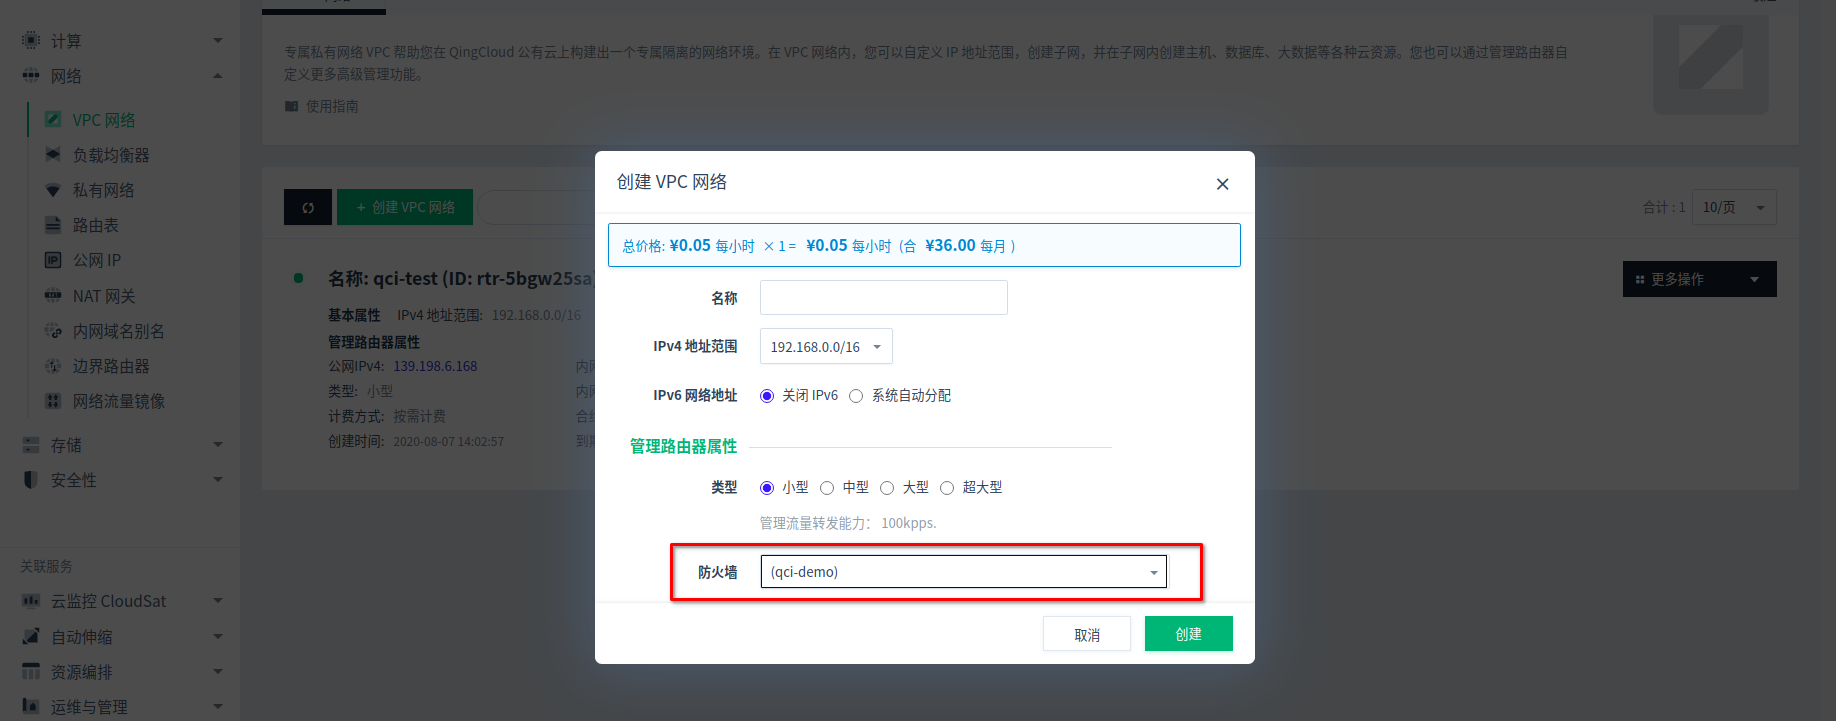 计算
网络
VPC 网络
负载均衡器
私有网络
路由表
公网 IP
NAT 网关
内网域名别名
边界路由器
网络流量镜像
存储
安全性
关联服务
云监控 CloudSat
自动伸缩
资源编排
运维与管理
专属私有网络 VPC 帮助您在 QingCloud 公有云上构建出一个专属隔离的网络环境。在 VPC 网络内，您可以自定义 IP 地址范围，创建子网，并在子网内创建主机、数据库、大数据等各种云资源。您也可以通过管理路由器自
定义更多高级管理功能。
使用指南
+ 创建 VPC 网络
合计 : 1 10/页
名称: qci-test (ID: rtr-5bgw25sa)
更多操作
基本属性 IPv4 地址范围: 192.168.0.0/16
管理路由器属性
公网IPv4: 139.198.6.168
类型: 小型
计费方式: 按需计费
创建时间: 2020-08-07 14:02:57
创建 VPC 网络
总价格: ¥0.05 每小时 × 1 = ¥0.05 每小时 (合 ¥36.00 每月 )
名称
IPv4 地址范围 192.168.0.0/16
IPv6 网络地址 关闭 IPv6 系统自动分配
管理路由器属性
类型 小型 中型 大型 超大型
管理流量转发能力： 100kpps.
防火墙 (qci-demo)
取消 创建